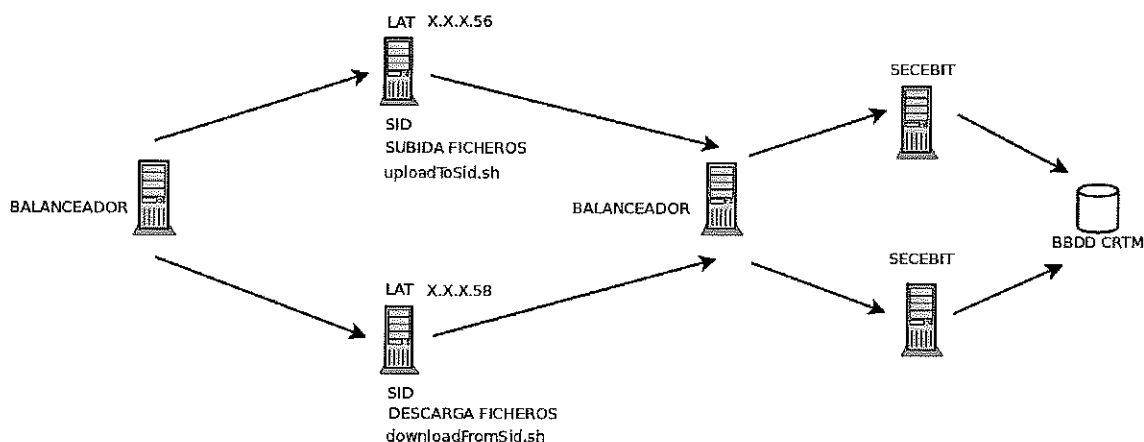 LAT X.X.X.56
SID
SUBIDA FICHEROS
uploadToSid.sh
BALANCEADOR
LAT X.X.X.58
SID
DESCARGA FICHEROS
downloadFromSid.sh
BALANCEADOR
SECEBIT
SECEBIT
BBDD CRTM